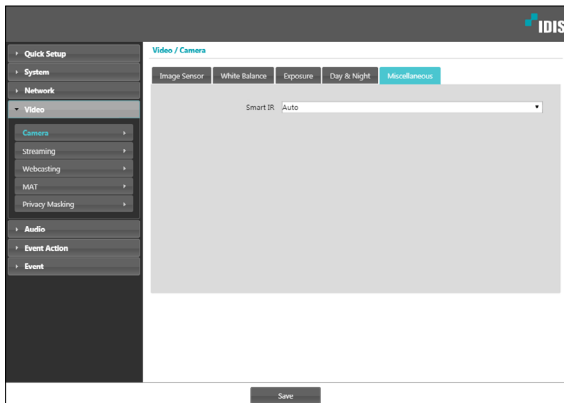 IDIS
Quick Setup
System
Network
Video
Camera
Streaming
Webcasting
MAT
Privacy Masking
Audio
Event Action
Event
Video / Camera
Image Sensor White Balance Exposure Day & Night Miscellaneous
Smart IR Auto
Save